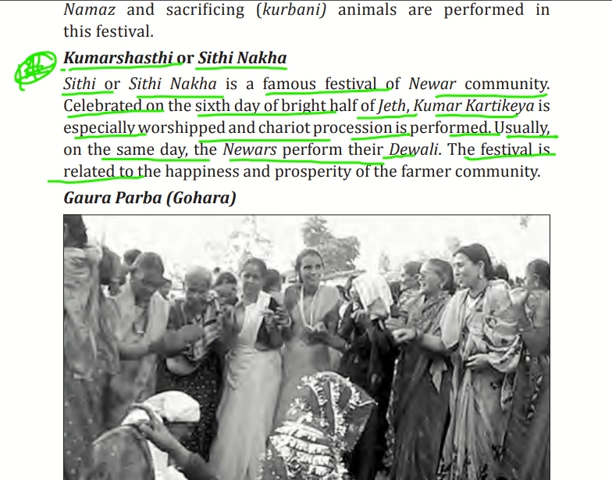 Namaz and sacrificing (kurbani) animals are performed in
this festival.
Kumarshasthi or Sithi Nakha
Sithi or Sithi Nakha is a famous festival of Newar community.
Celebrated on the sixth day of bright half of Jeth, Kumar Kartikeya is
especially worshipped and chariot procession is performed. Usually,
on the same day, the Newars perform their Dewali. The festival is
related to the happiness and prosperity of the farmer community.
Gaura Parba (Gohara)